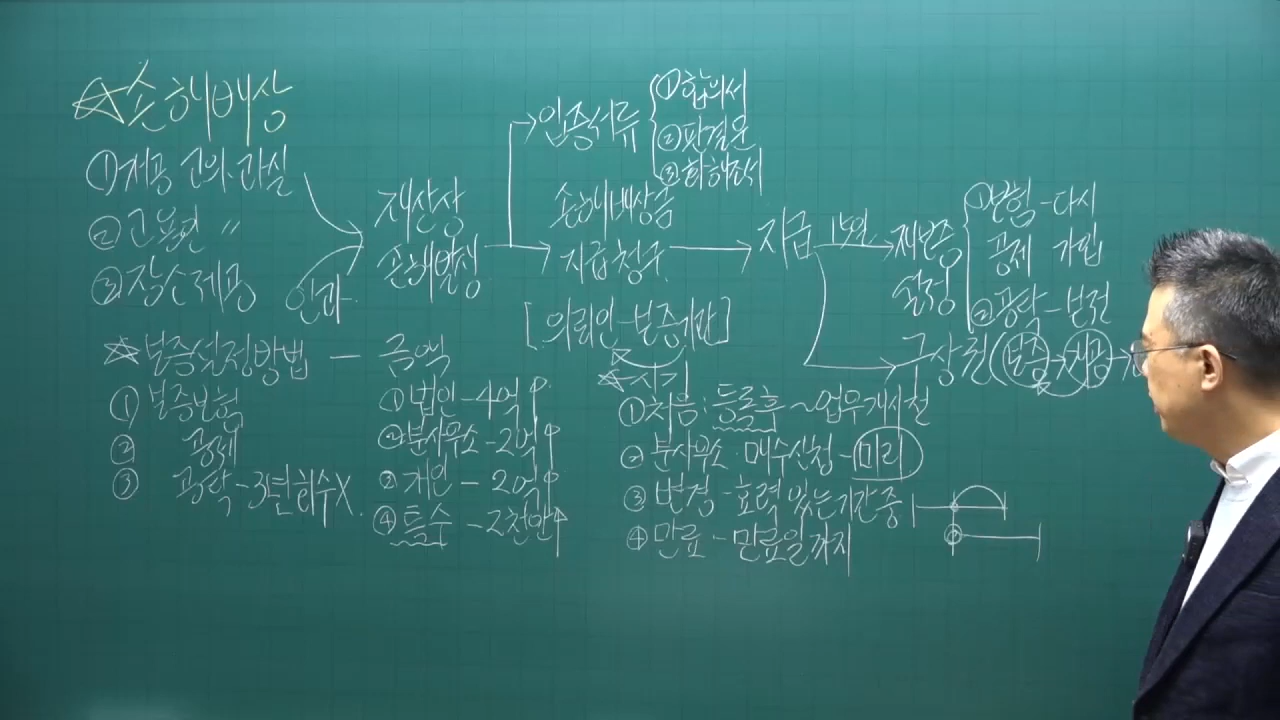 ☆손해배상
①개공 고의·과실
②고용인 〃
③장소제공
인과
재산상
손해발생
입증서류
①합의서
②판결문
③화해조서
손해배상금
지급청구
[의뢰인-보증기간]
지급
15일
재보증
설정
①보험-다시
공제 가입
②공탁-보전
구상권(보증→개공→
☆보증설정방법 - 금액
①보증보험
② 공제
③ 공탁-3년회수X
①법인-4억↑
②분사무소-2억↑
③개인-2억↑
④특수-2천만↑
☆시기
①처음:등록후~업무개시전
②분사무소·매수신청-미리
③변경-효력 있는기간중
④만료-만료일까지